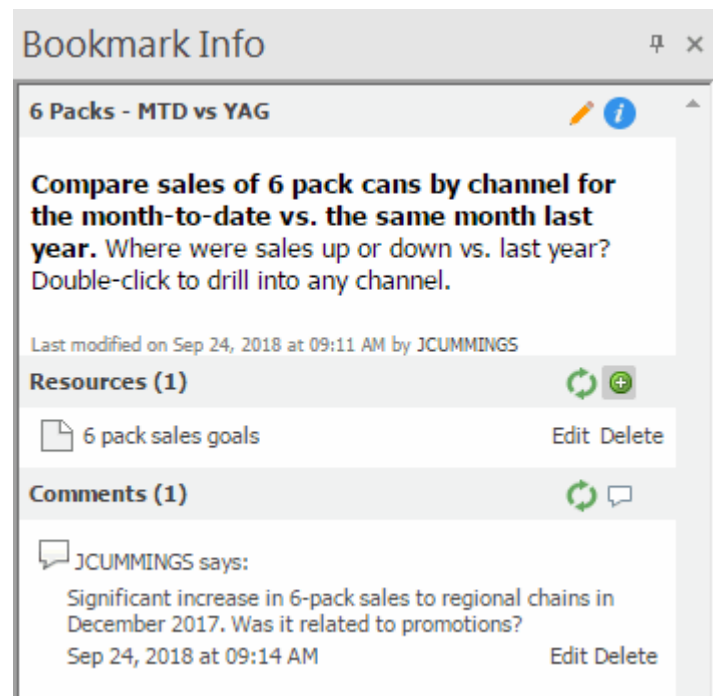 Bookmark Info
6 Packs - MTD vs YAG
Compare sales of 6 pack cans by channel for
the month-to-date vs. the same month last
year. Where were sales up or down vs. last year?
Double-click to drill into any channel.
Last modified on Sep 24, 2018 at 09:11 AM by JCUMMINGS
Resources (1)
6 pack sales goals Edit Delete
Comments (1)
JCUMMINGS says:
Significant increase in 6-pack sales to regional chains in
December 2017. Was it related to promotions?
Sep 24, 2018 at 09:14 AM Edit Delete